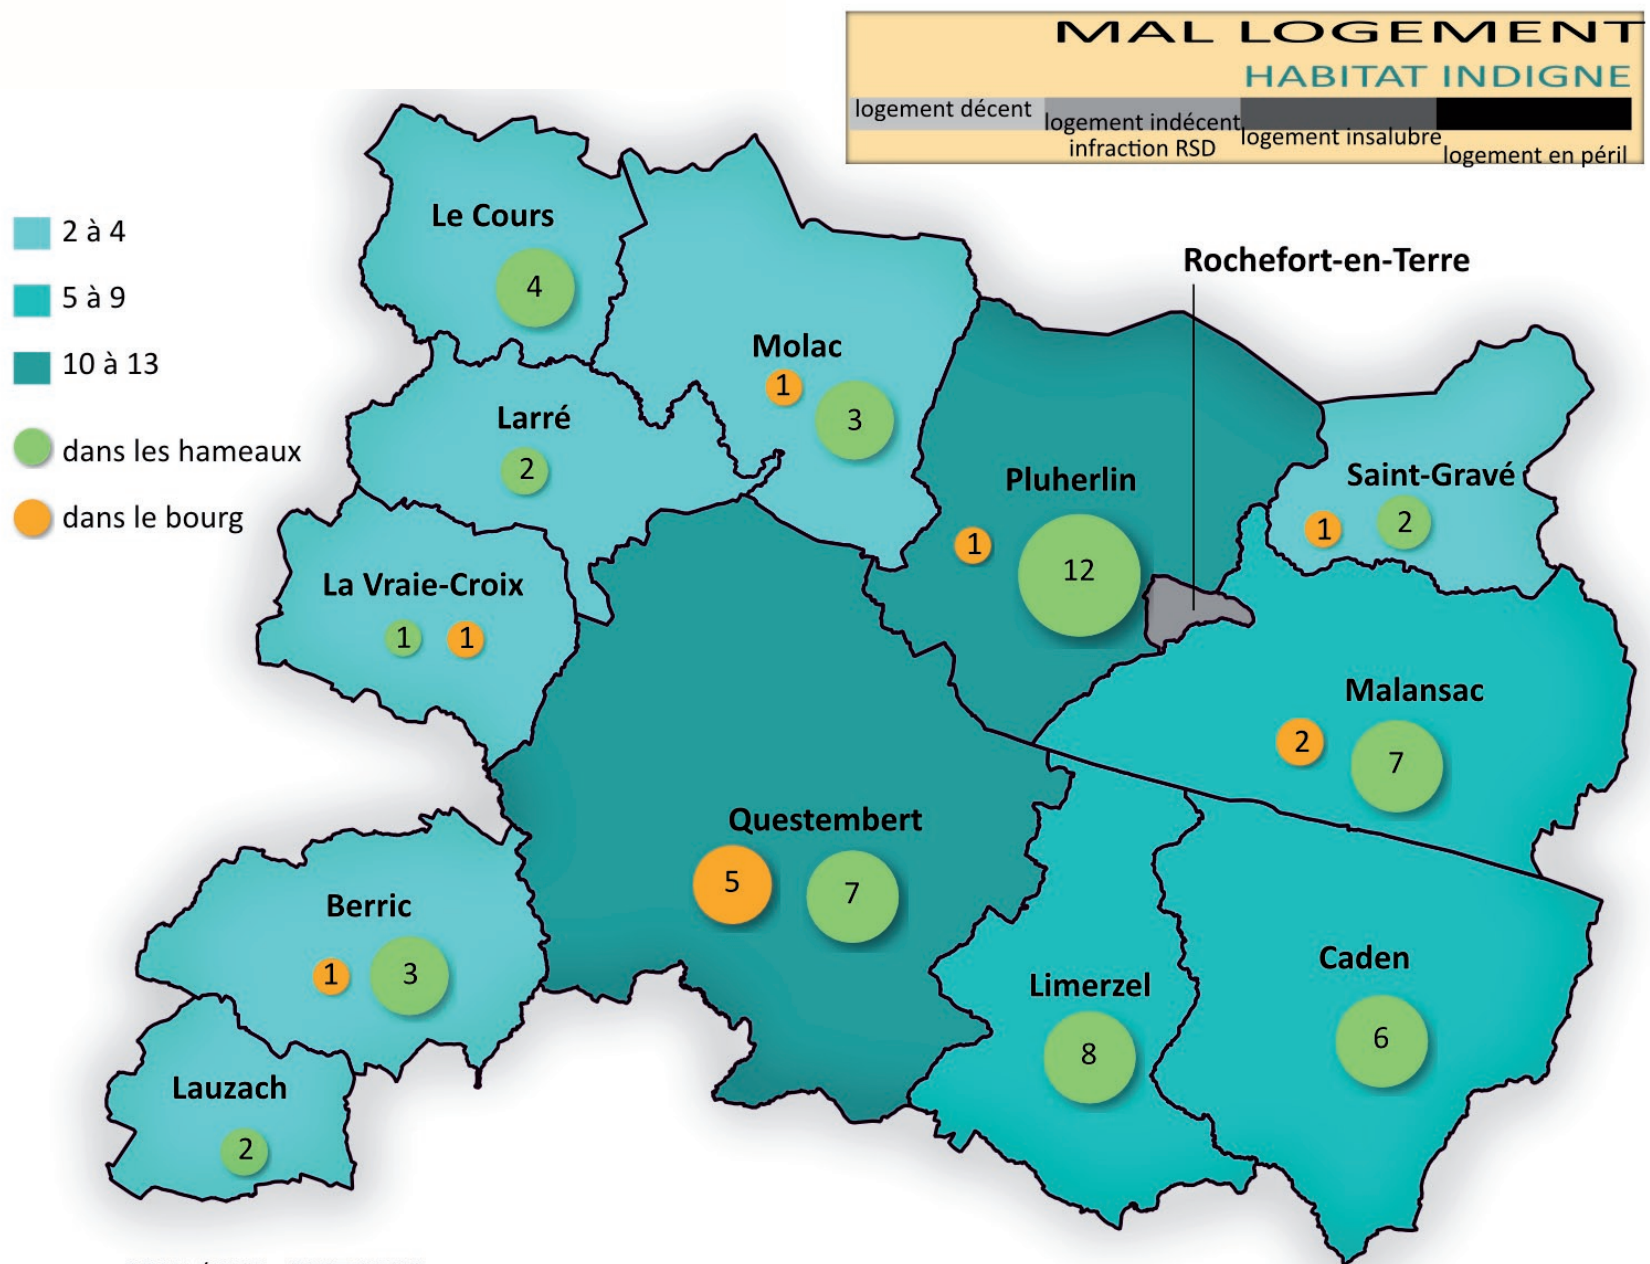 MAL LOGEMENT
HABITAT INDIGNE
logement décent
logement indécent
infraction RSD
logement insalubre
logement en péril
2 à 4
5 à 9
10 à 13
dans les hameaux
dans le bourg
Le Cours
4
Rochefort-en-Terre
Molac
1
3
Larré
2
Pluherlin
1
12
Saint-Gravé
1
2
La Vraie-Croix
1
1
Malansac
2
7
Questembert
5
7
Berric
1
3
Limerzel
8
Caden
6
Lauzach
2